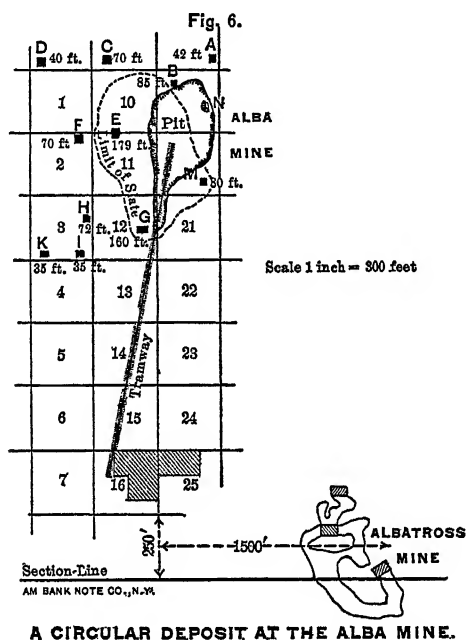 Fig. 6.
D 40 ft. C 70 ft 42 ft. A
85 ft. B
1 10 N ALBA
F E Pit
70 ft 179 ft. MINE
2 11 M 80 ft.
Limit of Slate
H 72 ft. G
3 12 21
K I 160 ft.
35 ft. 35 ft.
Scale 1 inch = 300 feet
4 13 22
5 14 23
Tramway
6 15 24
7 16 25
250' 1500' ALBATROSS
MINE
Section-Line
AM BANK NOTE CO., N.Y.
A CIRCULAR DEPOSIT AT THE ALBA MINE.